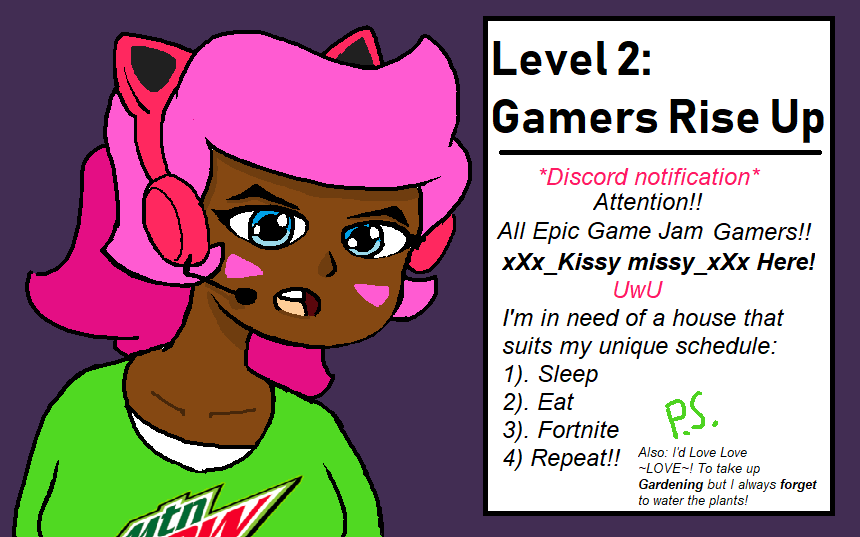 Level 2:
Gamers Rise Up
*Discord notification*
Attention!!
All Epic Game Jam Gamers!!
xXx_Kissy missy_xXx Here!
UwU
I'm in need of a house that
suits my unique schedule:
1). Sleep
2). Eat
3). Fortnite
4) Repeat!!
P.S.
Also: I'd Love Love
~LOVE~! To take up
Gardening but I always forget
to water the plants!
Mtn
DEW